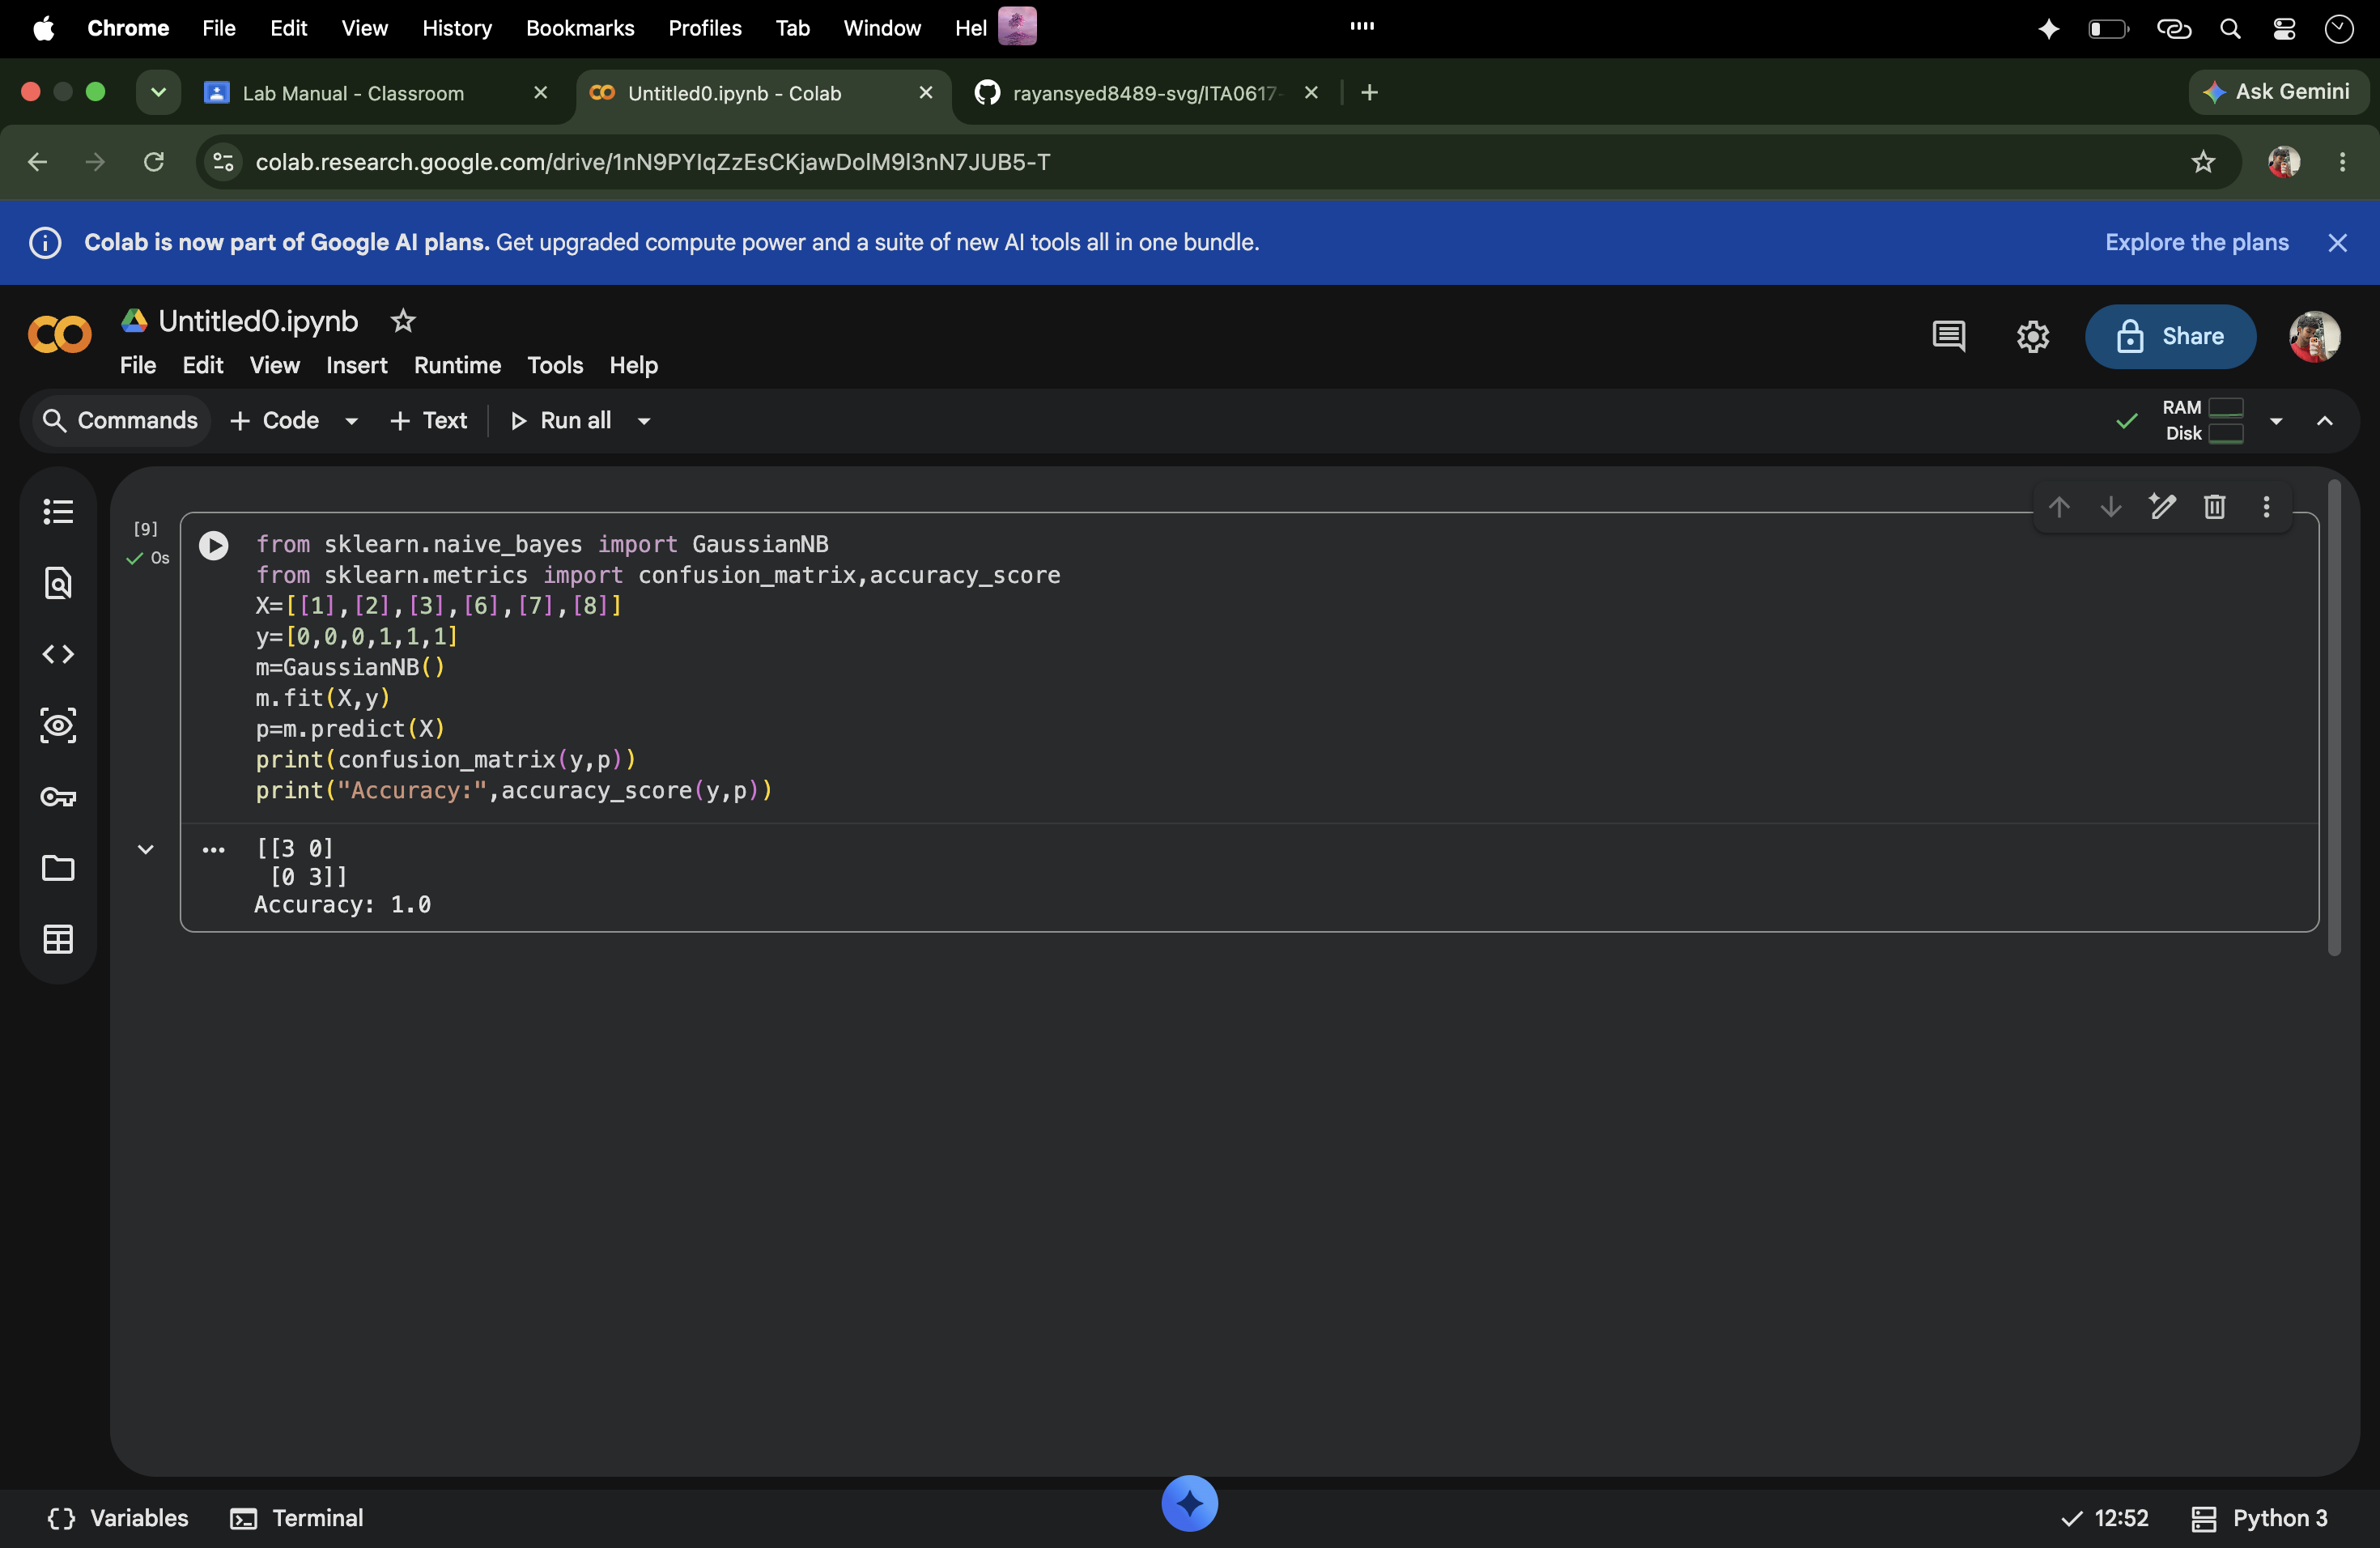 Chrome File Edit View History Bookmarks Profiles Tab Window Hel
Lab Manual - Classroom
Untitled0.ipynb - Colab
rayansyed8489-svg/ITA0617-
Ask Gemini
colab.research.google.com/drive/1nN9PYIqZzEsCKjawDolM9l3nN7JUB5-T
Colab is now part of Google AI plans. Get upgraded compute power and a suite of new AI tools all in one bundle.
Explore the plans
Untitled0.ipynb
File Edit View Insert Runtime Tools Help
Share
Commands + Code + Text Run all
RAM
Disk
[9]
0s
from sklearn.naive_bayes import GaussianNB
from sklearn.metrics import confusion_matrix,accuracy_score
X=[[1],[2],[3],[6],[7],[8]]
y=[0,0,0,1,1,1]
m=GaussianNB()
m.fit(X,y)
p=m.predict(X)
print(confusion_matrix(y,p))
print("Accuracy:",accuracy_score(y,p))
[[3 0]
 [0 3]]
Accuracy: 1.0
{} Variables
Terminal
12:52
Python 3